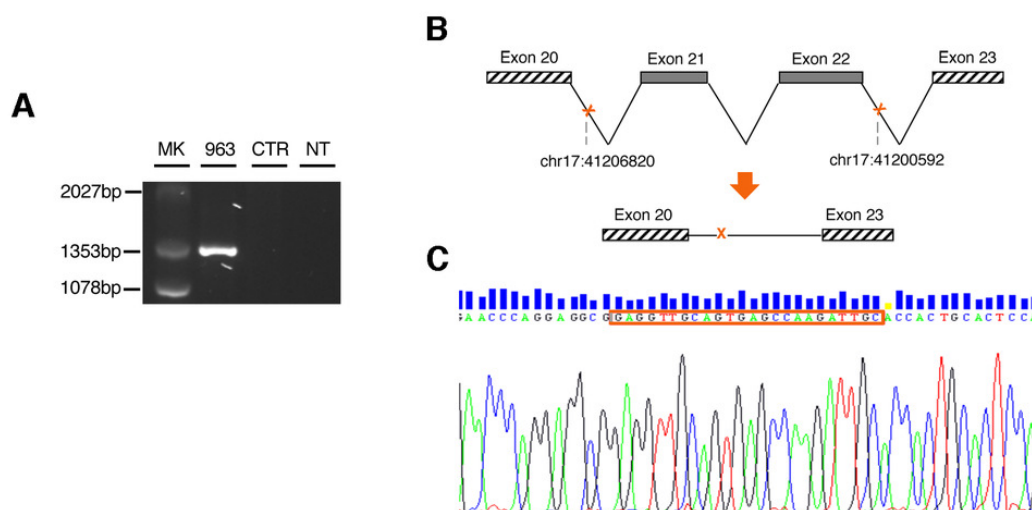 A
MK 963 CTR NT
2027bp
1353bp
1078bp
B
Exon 20 Exon 21 Exon 22 Exon 23
chr17:41206820 chr17:41200592
Exon 20 Exon 23
C
GAACCCAGGAGGCGGGAGGTTGCAGTGAGCCAAGATTGCACCACTGCACTCCA